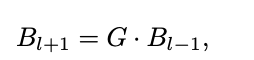 B_{l+1} = G · B_{l−1},